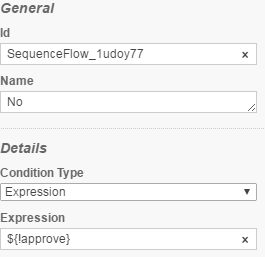 General
Id
SequenceFlow_1udoy77
Name
No
Details
Condition Type
Expression
Expression
${!approve}